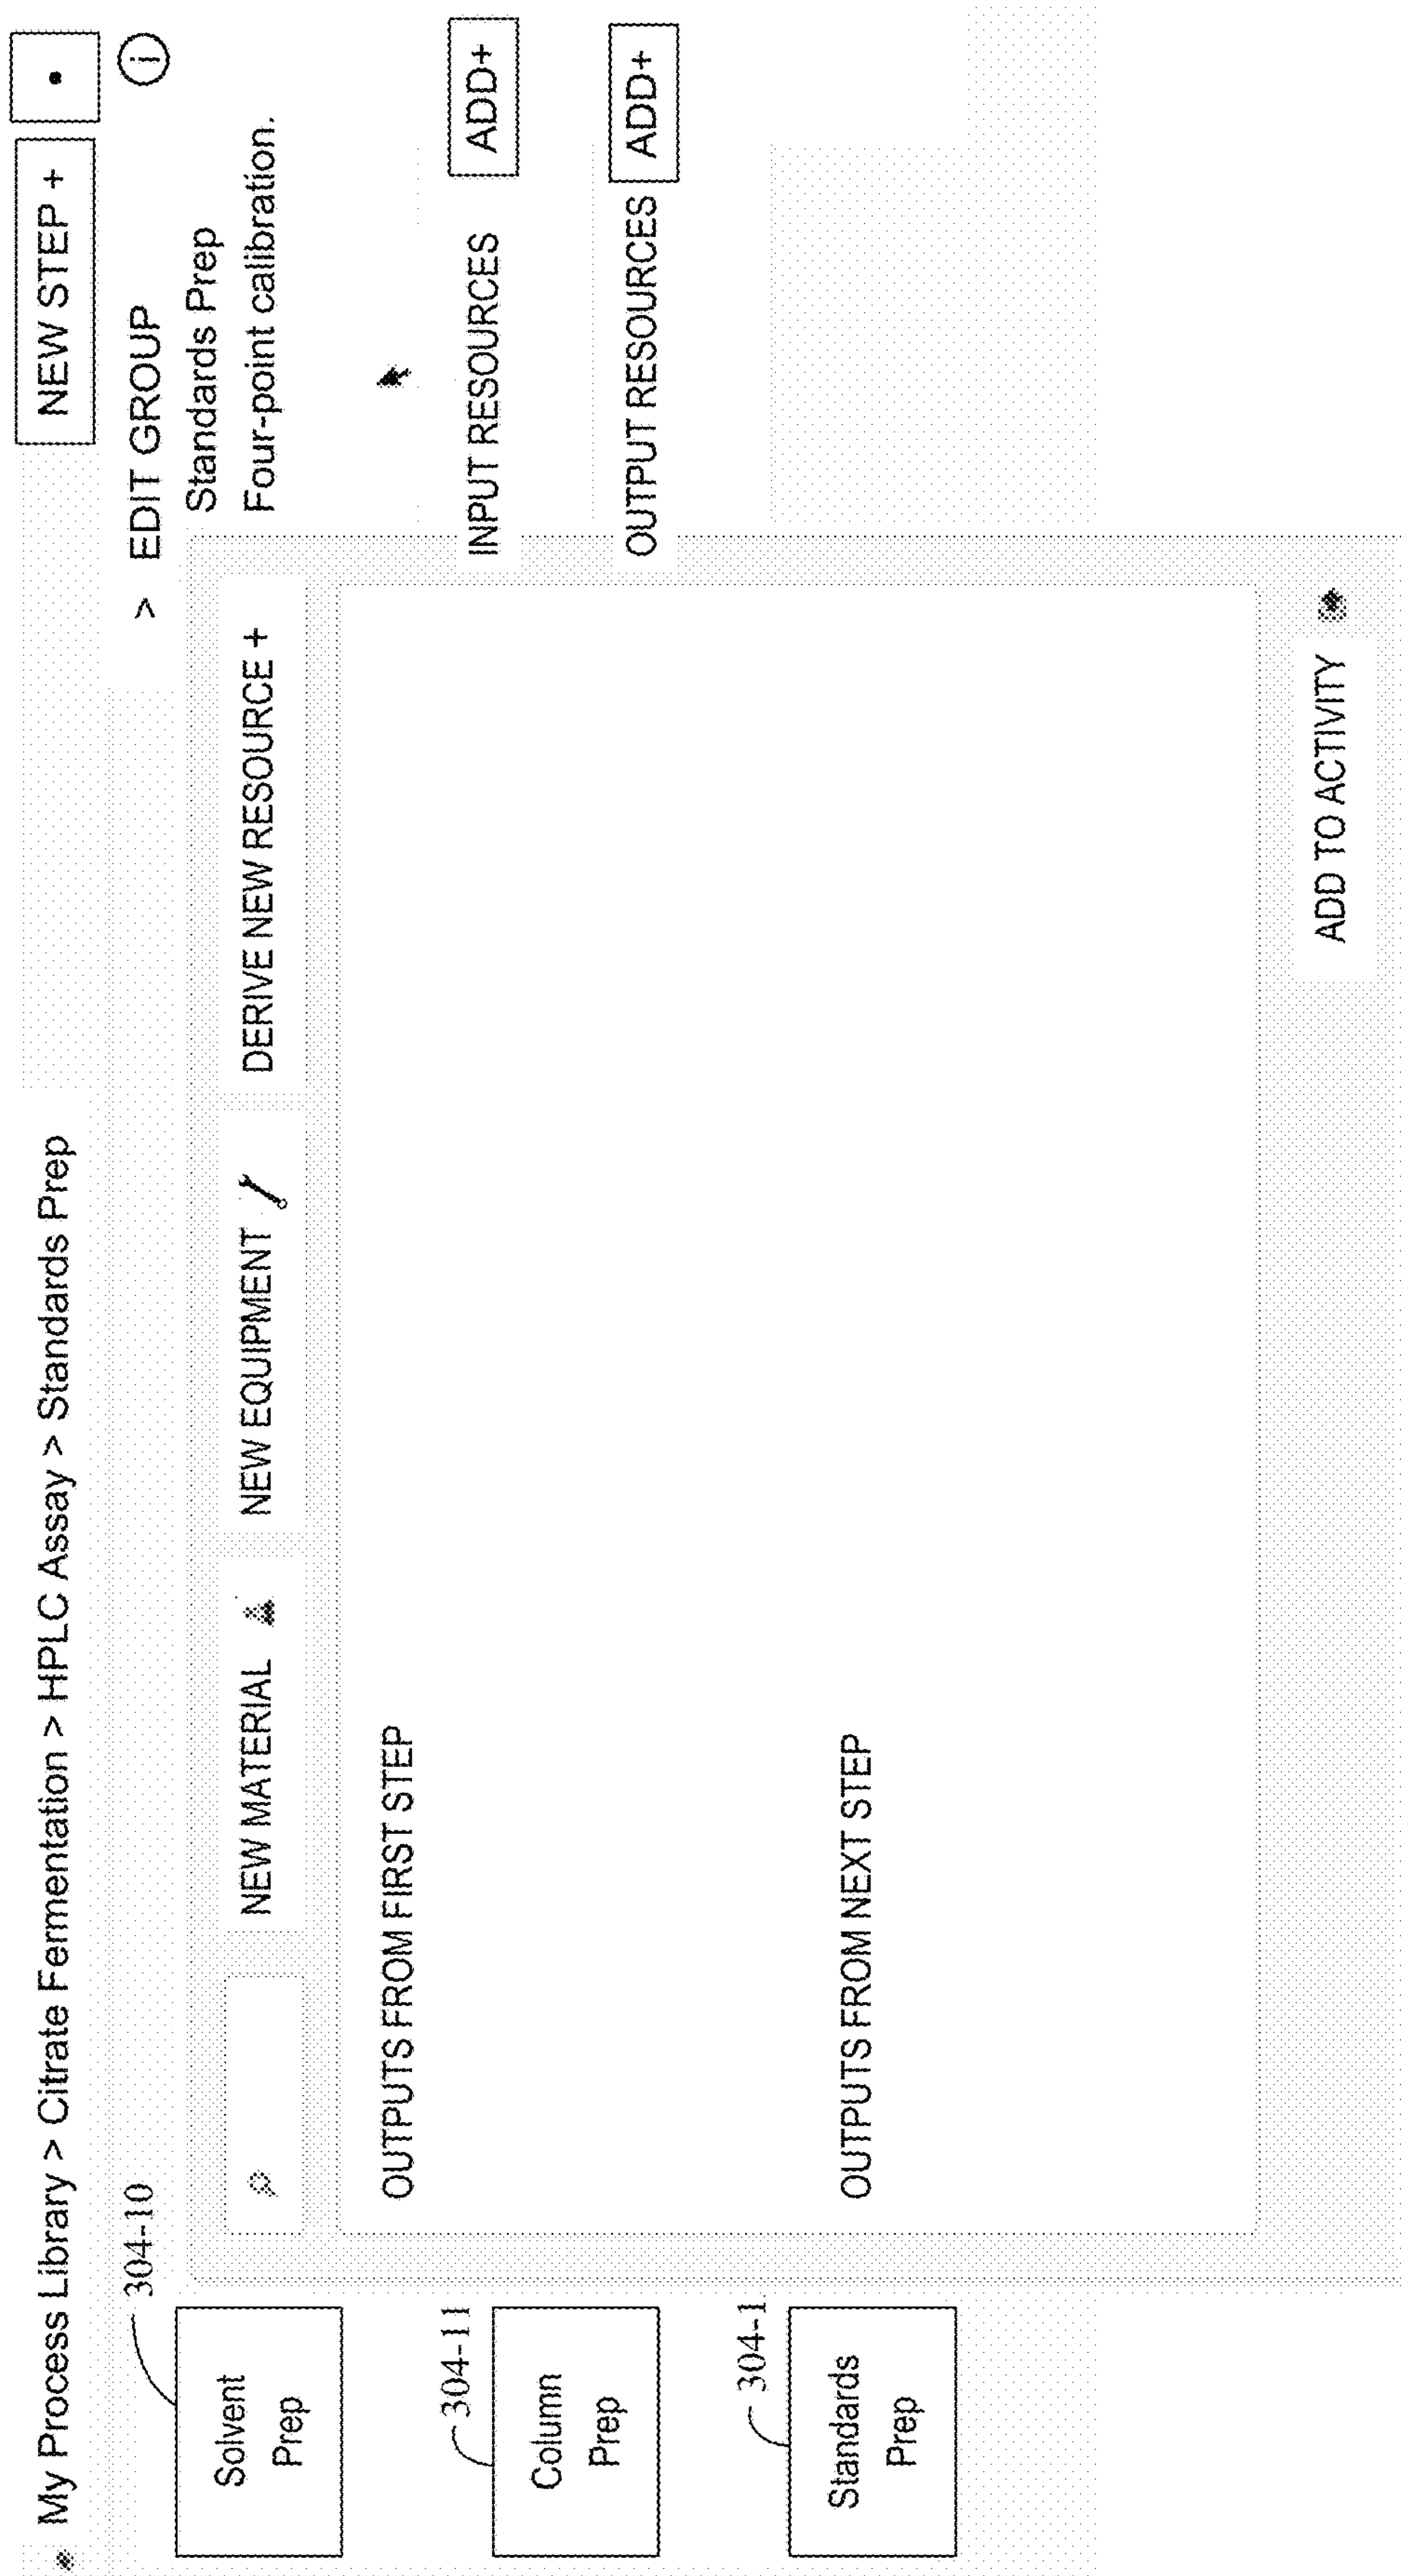 My Process Library > Citrate Fermentation > HPLC Assay > Standards Prep
NEW STEP +
304-10
> EDIT GROUP
i
Solvent
Prep
NEW MATERIAL
NEW EQUIPMENT
DERIVE NEW RESOURCE +
Standards Prep
Four-point calibration.
OUTPUTS FROM FIRST STEP
304-11
Column
Prep
INPUT RESOURCES
ADD+
OUTPUT RESOURCES
ADD+
304-1
Standards
Prep
OUTPUTS FROM NEXT STEP
ADD TO ACTIVITY